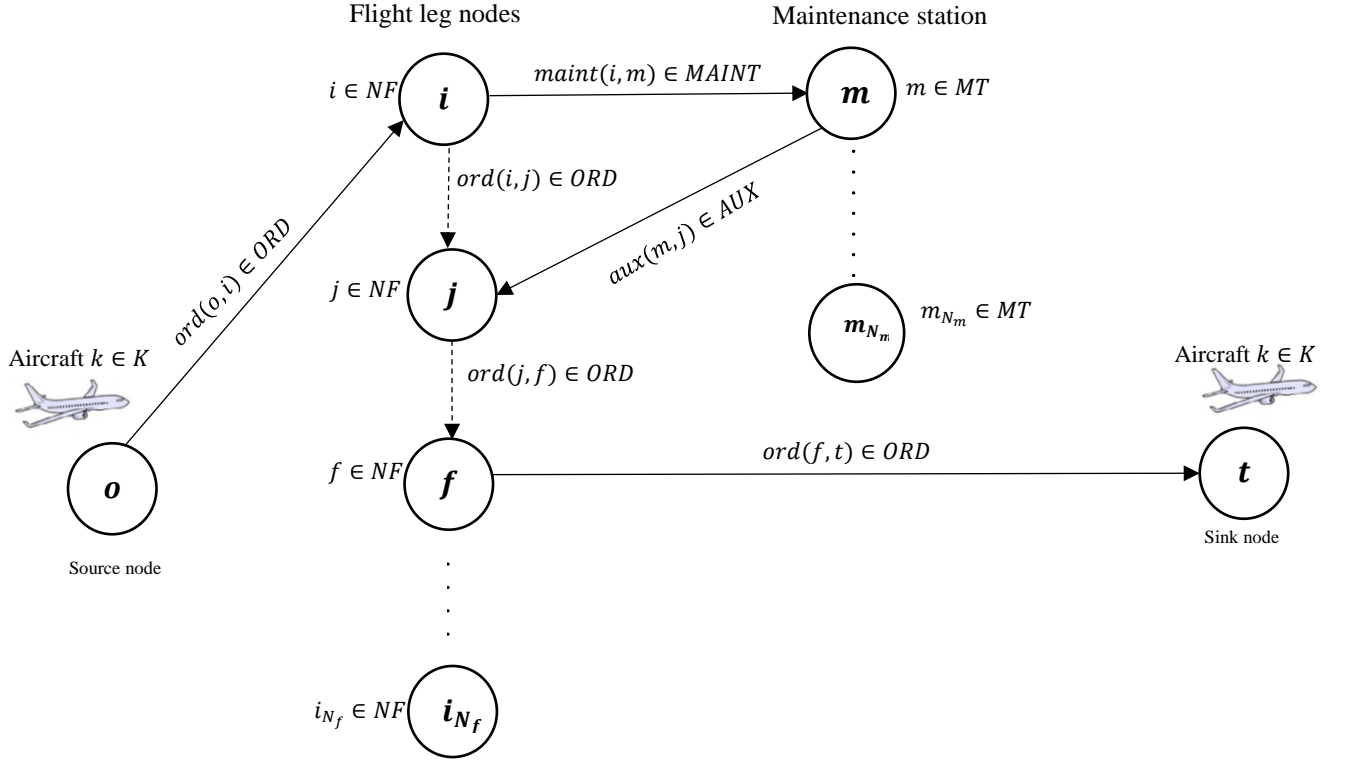 Flight leg nodes
Maintenance station
i ∈ NF
i
maint(i, m) ∈ MAINT
m
m ∈ MT
ord(i, j) ∈ ORD
aux(m, j) ∈ AUX
ord(o, i) ∈ ORD
j ∈ NF
j
m_{N_m}
m_{N_m} ∈ MT
Aircraft k ∈ K
ord(j, f) ∈ ORD
Aircraft k ∈ K
o
Source node
f ∈ NF
f
ord(f, t) ∈ ORD
t
Sink node
i_{N_f} ∈ NF
i_{N_f}